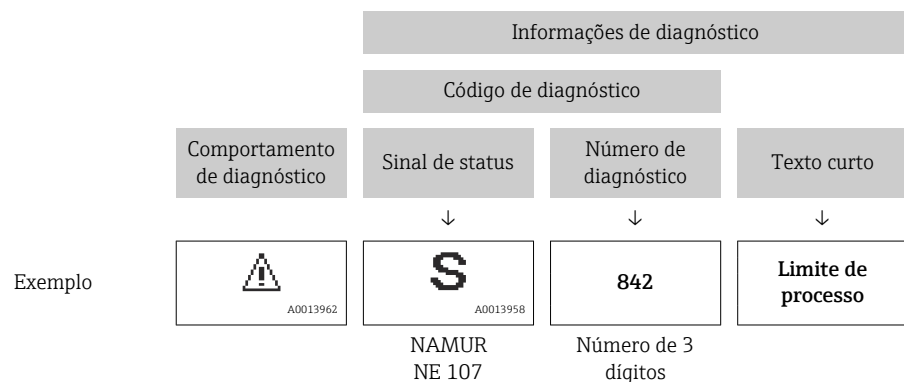 Informações de diagnóstico
Código de diagnóstico
Comportamento
de diagnóstico
Sinal de status
Número de
diagnóstico
Texto curto
↓ ↓ ↓
Exemplo
A0013962
S
A0013958
842
Limite de
processo
NAMUR
NE 107
Número de 3
dígitos